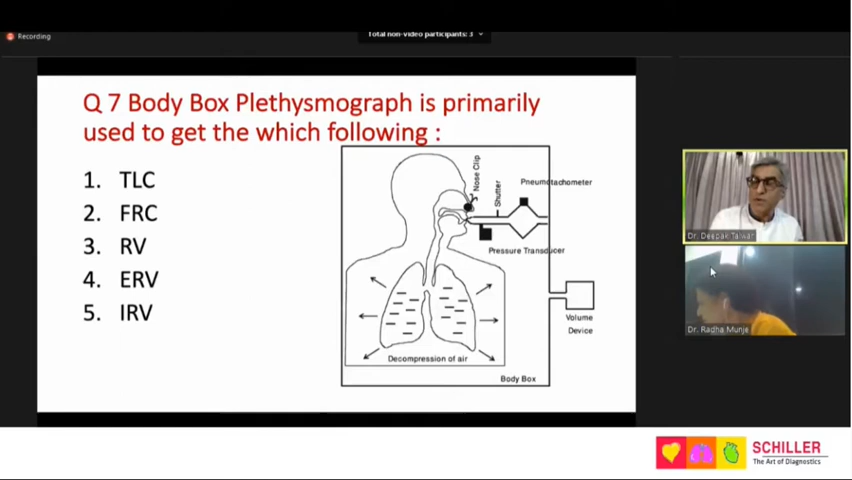 Recording
Total non-video participants: 3
Q 7 Body Box Plethysmograph is primarily
used to get the which following :
1. TLC
2. FRC
3. RV
4. ERV
5. IRV
Nose Clip
Shutter
Pneumotachometer
Pressure Transducer
Volume
Device
Decompression of air
Body Box
Dr. Deepak Talwar
Dr. Radha Munje
SCHILLER
The Art of Diagnostics